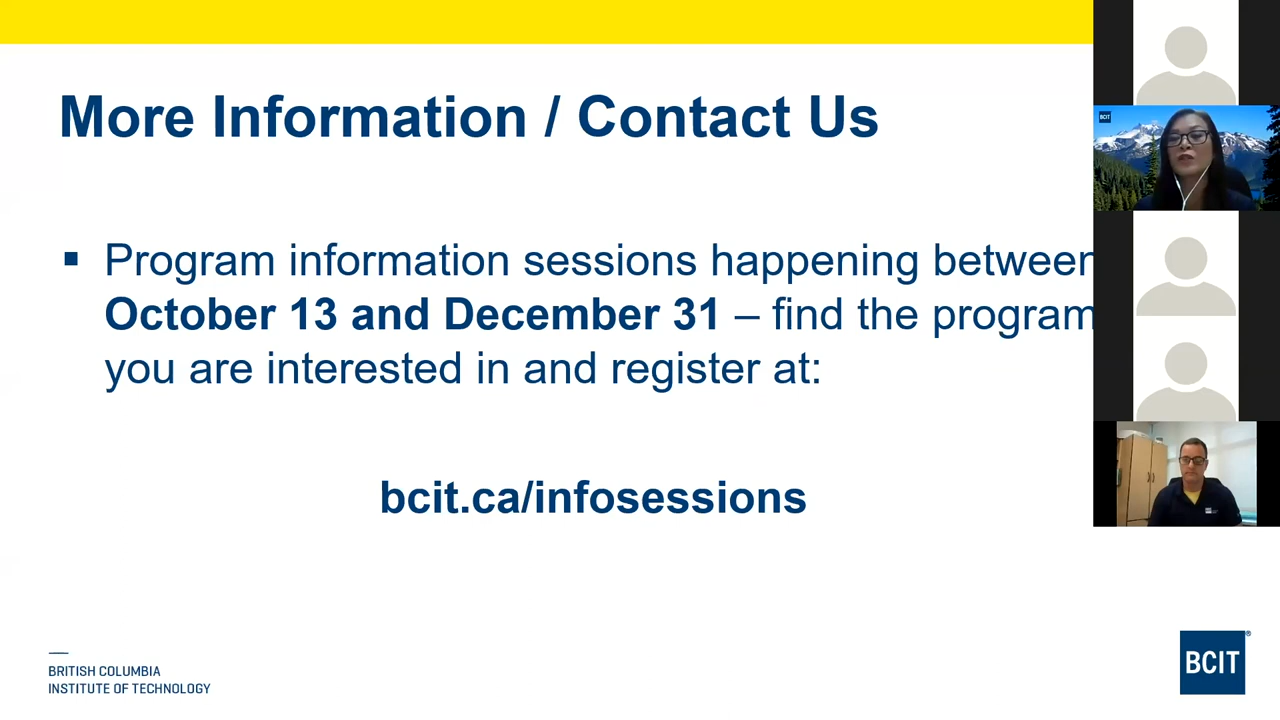 More Information / Contact Us
▪ Program information sessions happening between
October 13 and December 31 – find the program
you are interested in and register at:
bcit.ca/infosessions
BCIT
BRITISH COLUMBIA
INSTITUTE OF TECHNOLOGY
BCIT®